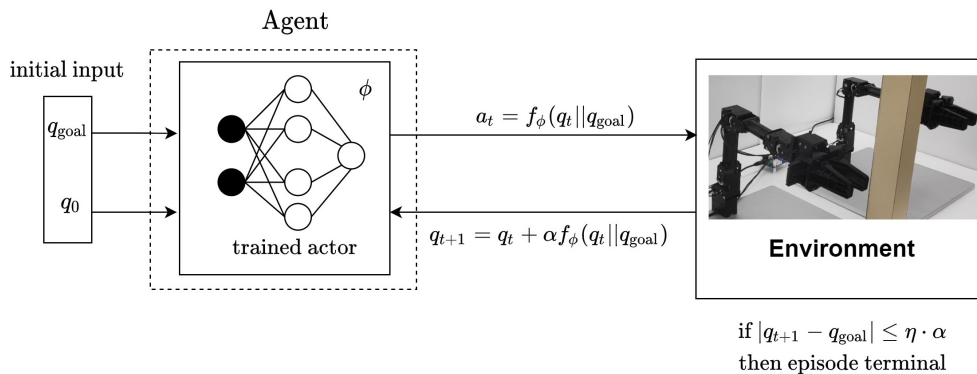 Agent
initial input
q_goal
q_0
ϕ
trained actor
a_t = f_ϕ(q_t||q_goal)
q_{t+1} = q_t + αf_ϕ(q_t||q_goal)
Environment
if |q_{t+1} − q_goal| ≤ η · α
then episode terminal